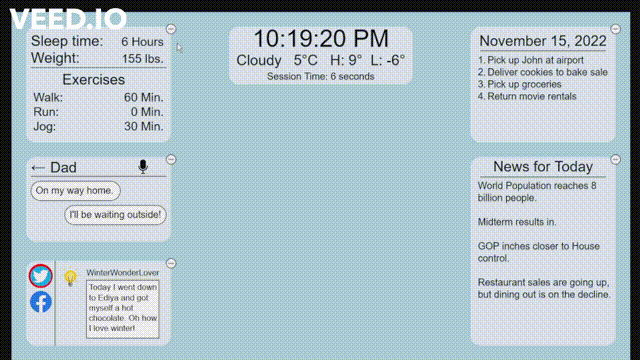 VEED.IO
Sleep time: 6 Hours
Weight: 155 lbs.
Exercises
Walk: 60 Min.
Run: 0 Min.
Jog: 30 Min.
10:19:20 PM
Cloudy 5°C H: 9° L: -6°
Session Time: 6 seconds
November 15, 2022
1. Pick up John at airport
2. Deliver cookies to bake sale
3. Pick up groceries
4. Return movie rentals
← Dad
On my way home.
I'll be waiting outside!
WinterWonderLover
Today I went down
to Ediya and got
myself a hot
chocolate. Oh how
I love winter!
News for Today
World Population reaches 8
billion people.
Midterm results in.
GOP inches closer to House
control.
Restaurant sales are going up,
but dining out is on the decline.